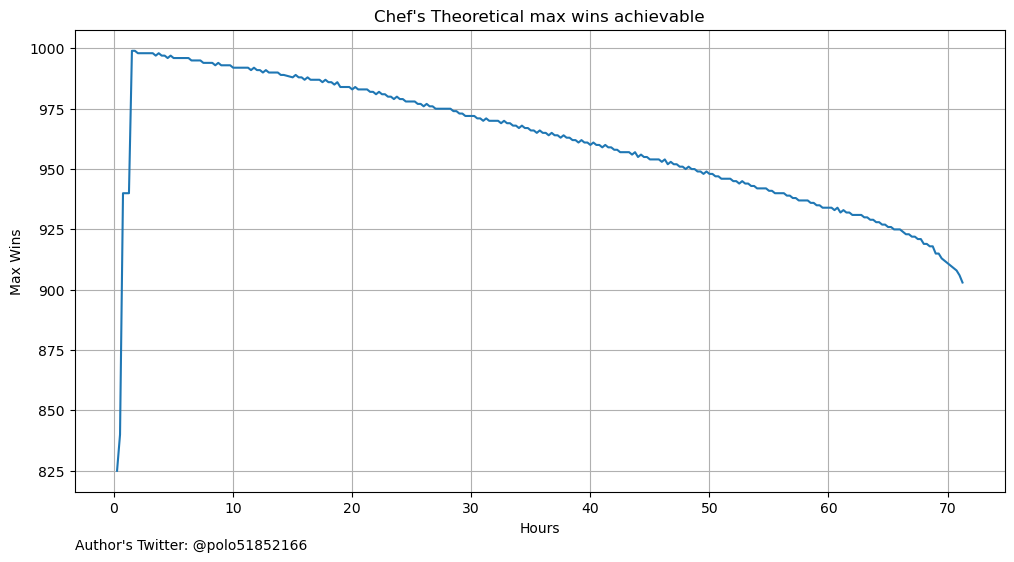 Chef's Theoretical max wins achievable
Max Wins
1000
975
950
925
900
875
850
825
0 10 20 30 40 50 60 70
Hours
Author's Twitter: @polo51852166